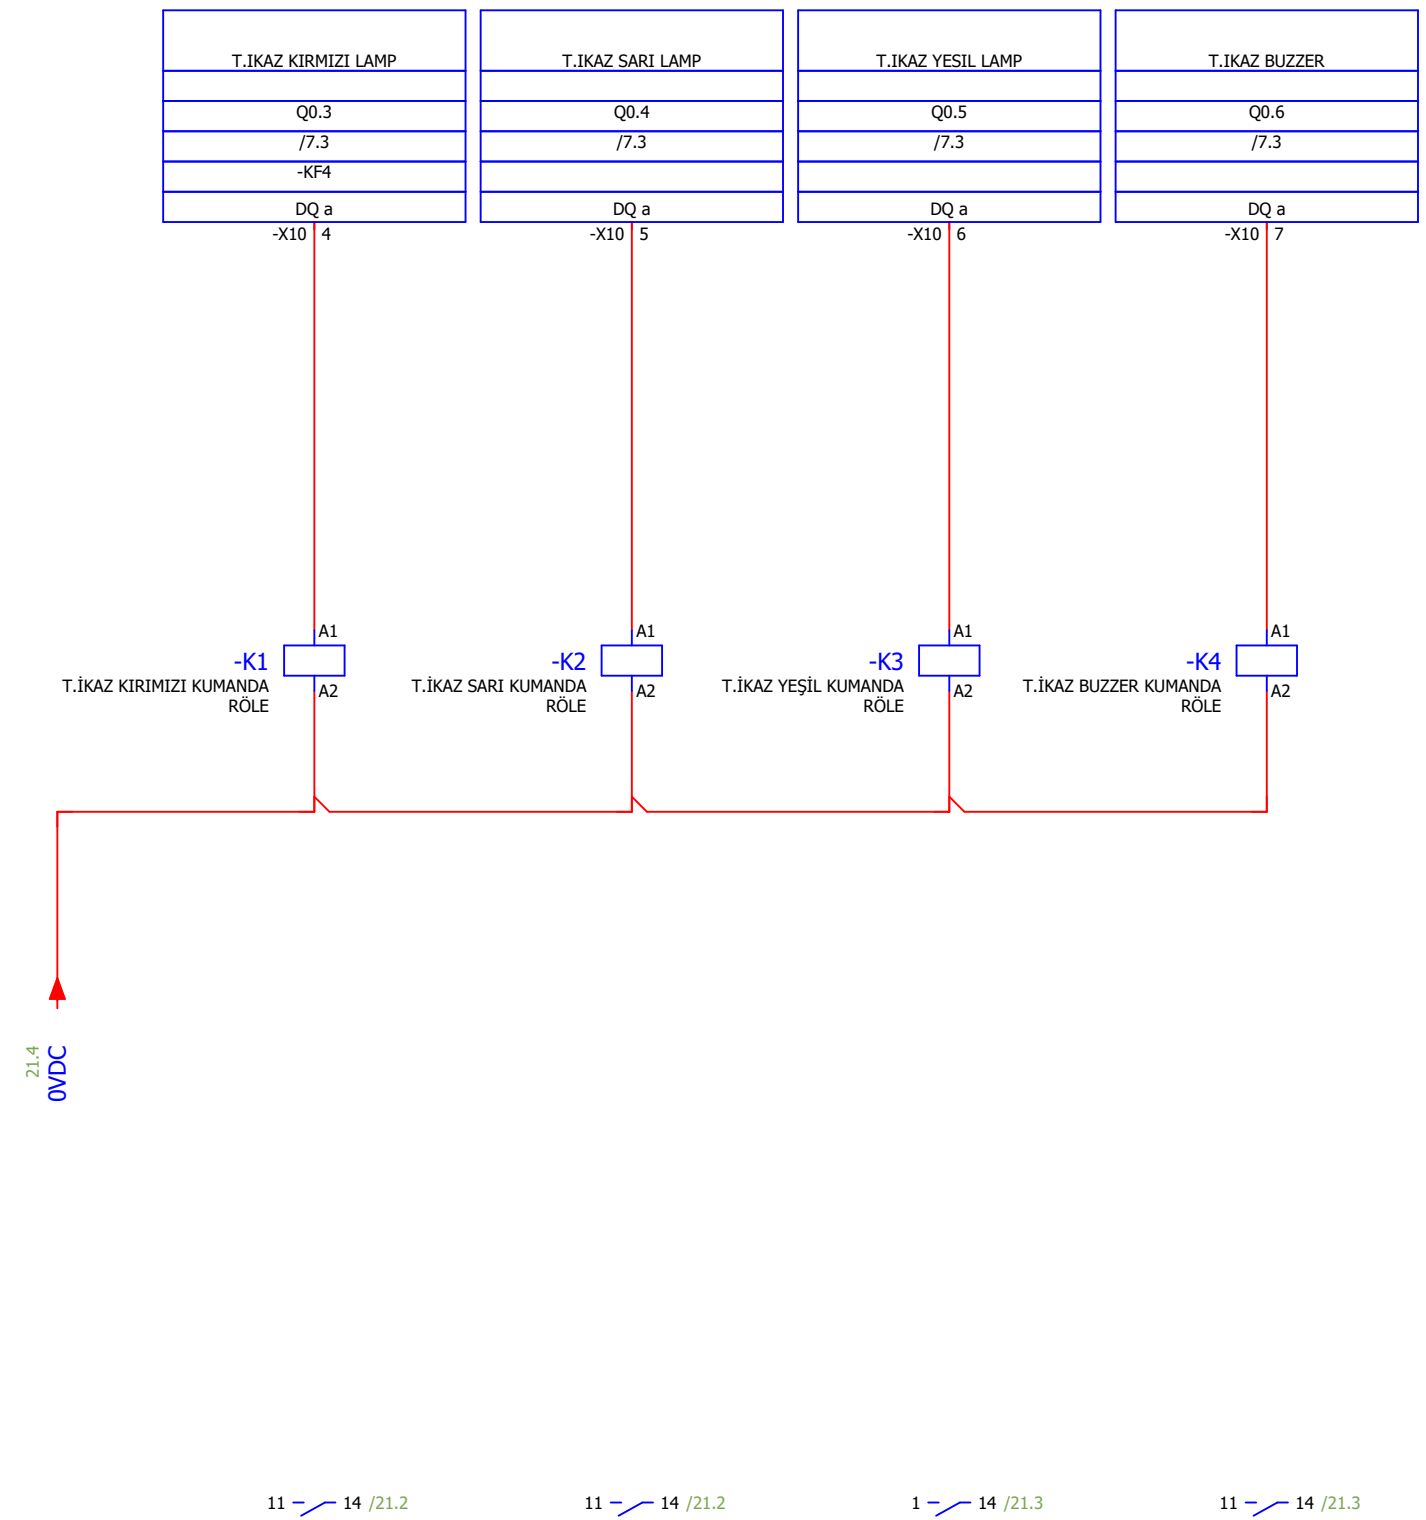 T.IKAZ KIRMIZI LAMP
Q0.3
/7.3
-KF4
DQ a
-X10 4
T.IKAZ SARI LAMP
Q0.4
/7.3
DQ a
-X10 5
T.IKAZ YESIL LAMP
Q0.5
/7.3
DQ a
-X10 6
T.IKAZ BUZZER
Q0.6
/7.3
DQ a
-X10 7
A1
-K1
T.İKAZ KIRIMIZI KUMANDA
RÖLE
A2
A1
-K2
T.İKAZ SARI KUMANDA
RÖLE
A2
A1
-K3
T.İKAZ YEŞİL KUMANDA
RÖLE
A2
A1
-K4
T.İKAZ BUZZER KUMANDA
RÖLE
A2
21.4
0VDC
11 14 /21.2
11 14 /21.2
1 14 /21.3
11 14 /21.3